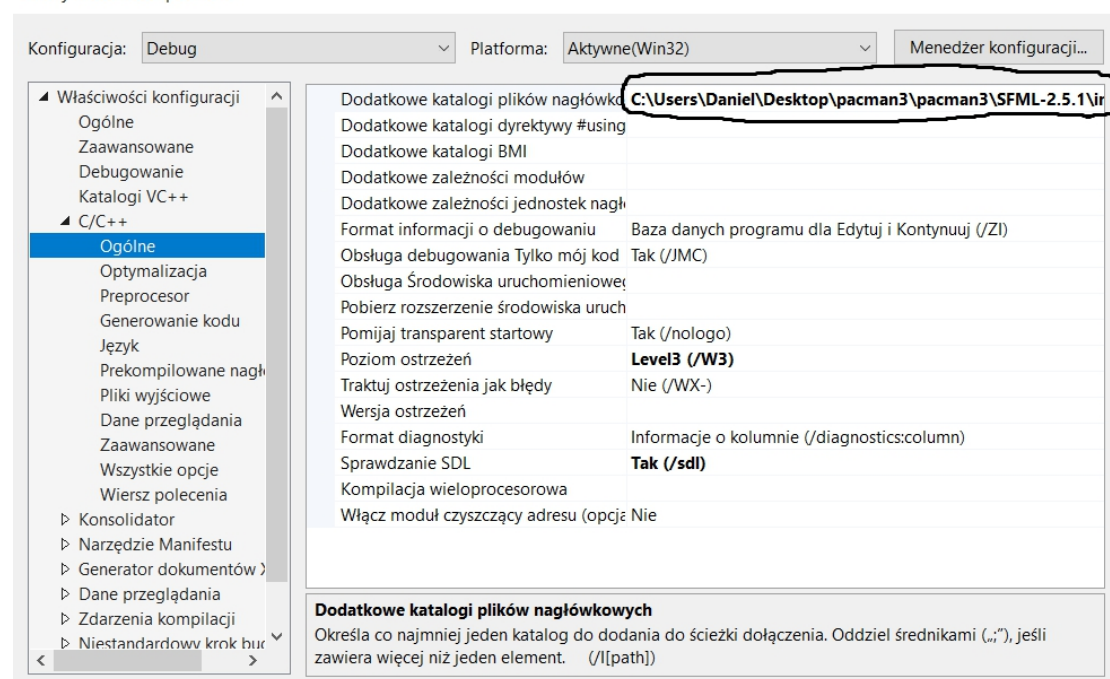 Konfiguracja: Debug Platforma: Aktywne(Win32) Menedżer konfiguracji...
Właściwości konfiguracji
Ogólne
Zaawansowane
Debugowanie
Katalogi VC++
C/C++
Ogólne
Optymalizacja
Preprocesor
Generowanie kodu
Język
Prekompilowane nagł
Pliki wyjściowe
Dane przeglądania
Zaawansowane
Wszystkie opcje
Wiersz polecenia
Konsolidator
Narzędzie Manifestu
Generator dokumentów X
Dane przeglądania
Zdarzenia kompilacji
Niestandardowy krok buc
Dodatkowe katalogi plików nagłówko C:\Users\Daniel\Desktop\pacman3\pacman3\SFML-2.5.1\ir
Dodatkowe katalogi dyrektywy #using
Dodatkowe katalogi BMI
Dodatkowe zależności modułów
Dodatkowe zależności jednostek nagł
Format informacji o debugowaniu Baza danych programu dla Edytuj i Kontynuuj (/ZI)
Obsługa debugowania Tylko mój kod Tak (/JMC)
Obsługa Środowiska uruchomieniowe
Pobierz rozszerzenie środowiska uruch
Pomijaj transparent startowy Tak (/nologo)
Poziom ostrzeżeń Level3 (/W3)
Traktuj ostrzeżenia jak błędy Nie (/WX-)
Wersja ostrzeżeń
Format diagnostyki Informacje o kolumnie (/diagnostics:column)
Sprawdzanie SDL Tak (/sdl)
Kompilacja wieloprocesorowa
Włącz moduł czyszczący adresu (opcja Nie
Dodatkowe katalogi plików nagłówkowych
Określa co najmniej jeden katalog do dodania do ścieżki dołączenia. Oddziel średnikami („;”), jeśli
zawiera więcej niż jeden element. (/I[path])